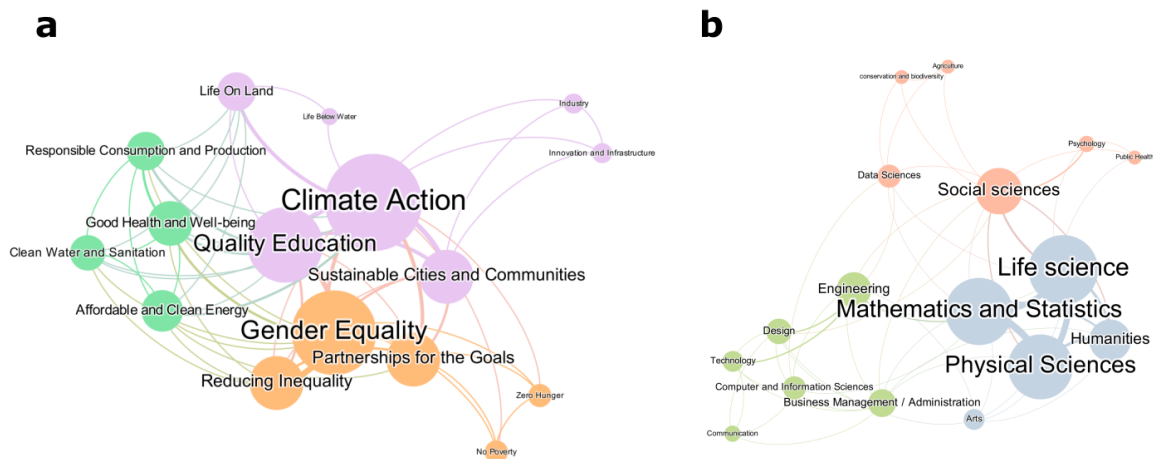 a
Life On Land
Life Below Water
Industry
Innovation and Infrastructure
Responsible Consumption and Production
Climate Action
Good Health and Well-being
Quality Education
Clean Water and Sanitation
Sustainable Cities and Communities
Affordable and Clean Energy
Gender Equality
Partnerships for the Goals
Reducing Inequality
Zero Hunger
No Poverty
b
Agriculture
conservation and biodiversity
Psychology
Public Health
Data Sciences
Social sciences
Life science
Engineering
Mathematics and Statistics
Design
Humanities
Technology
Physical Sciences
Computer and Information Sciences
Business Management / Administration
Arts
Communication